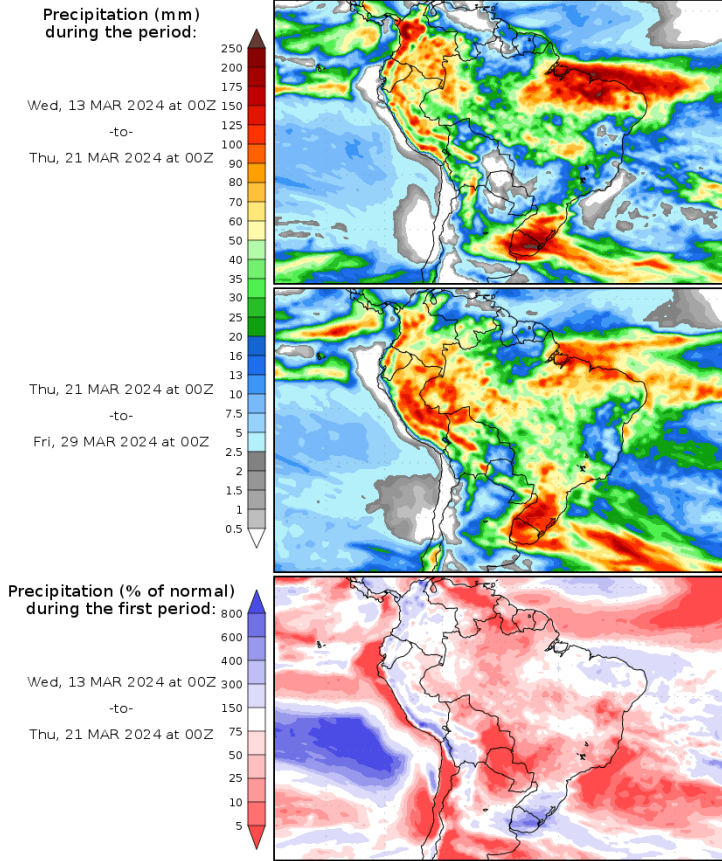 Precipitation (mm)
during the period:
250
200
175
150
125
100
90
80
70
60
50
40
35
30
25
20
16
13
10
7.5
5
2.5
2
1.5
1
0.5
Wed, 13 MAR 2024 at 00Z
-to-
Thu, 21 MAR 2024 at 00Z
Thu, 21 MAR 2024 at 00Z
-to-
Fri, 29 MAR 2024 at 00Z
Precipitation (% of normal)
during the first period:
800
600
400
300
150
75
50
25
10
5
Wed, 13 MAR 2024 at 00Z
-to-
Thu, 21 MAR 2024 at 00Z